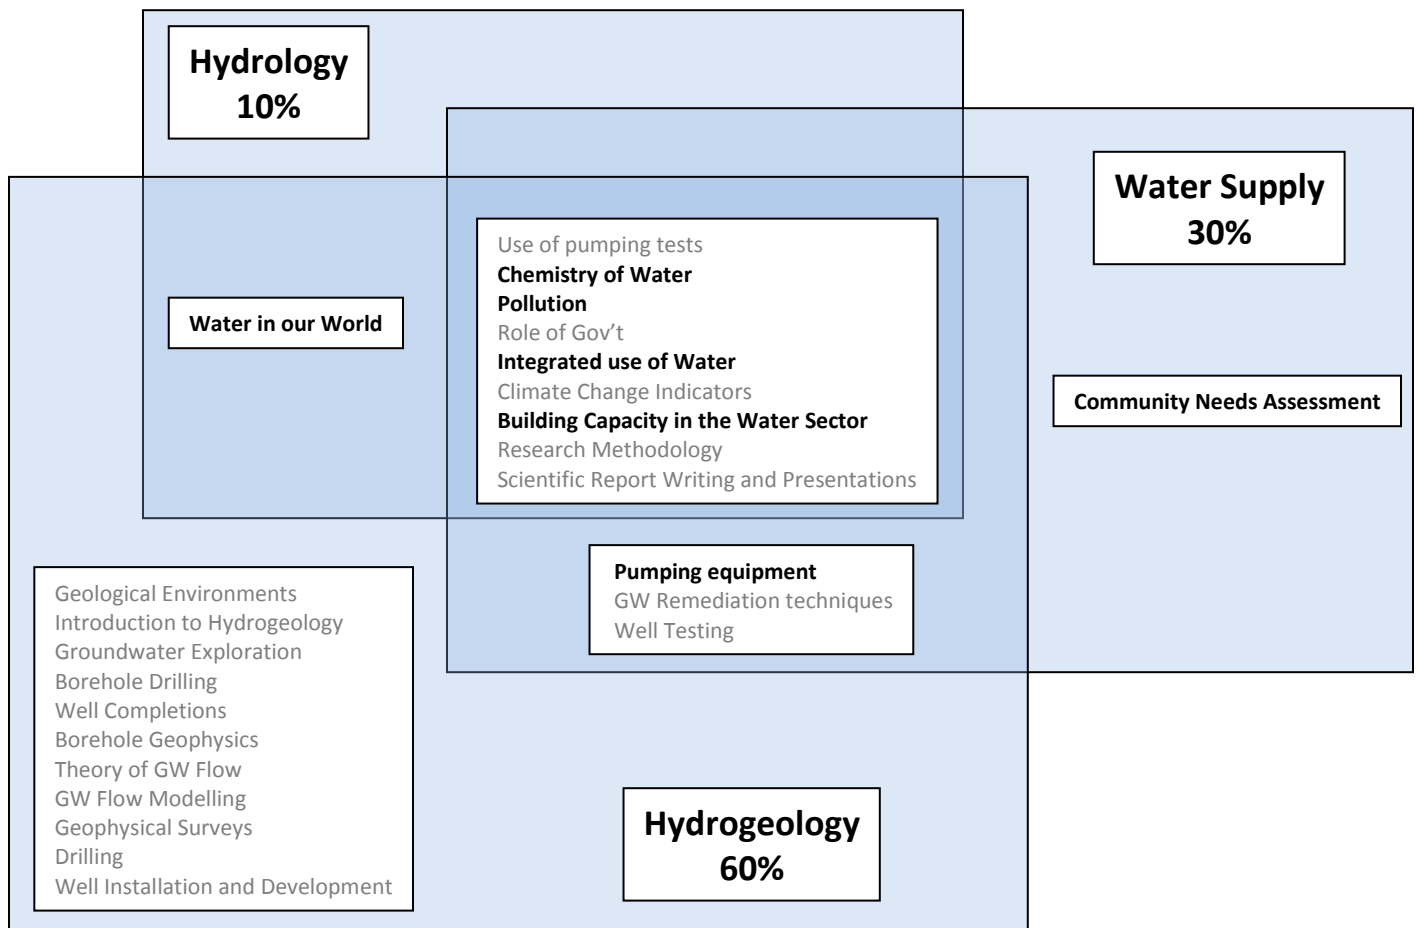 Hydrology
10%
Water Supply
30%
Use of pumping tests
Chemistry of Water
Pollution
Role of Gov’t
Integrated use of Water
Climate Change Indicators
Building Capacity in the Water Sector
Research Methodology
Scientific Report Writing and Presentations
Water in our World
Community Needs Assessment
Pumping equipment
GW Remediation techniques
Well Testing
Geological Environments
Introduction to Hydrogeology
Groundwater Exploration
Borehole Drilling
Well Completions
Borehole Geophysics
Theory of GW Flow
GW Flow Modelling
Geophysical Surveys
Drilling
Well Installation and Development
Hydrogeology
60%